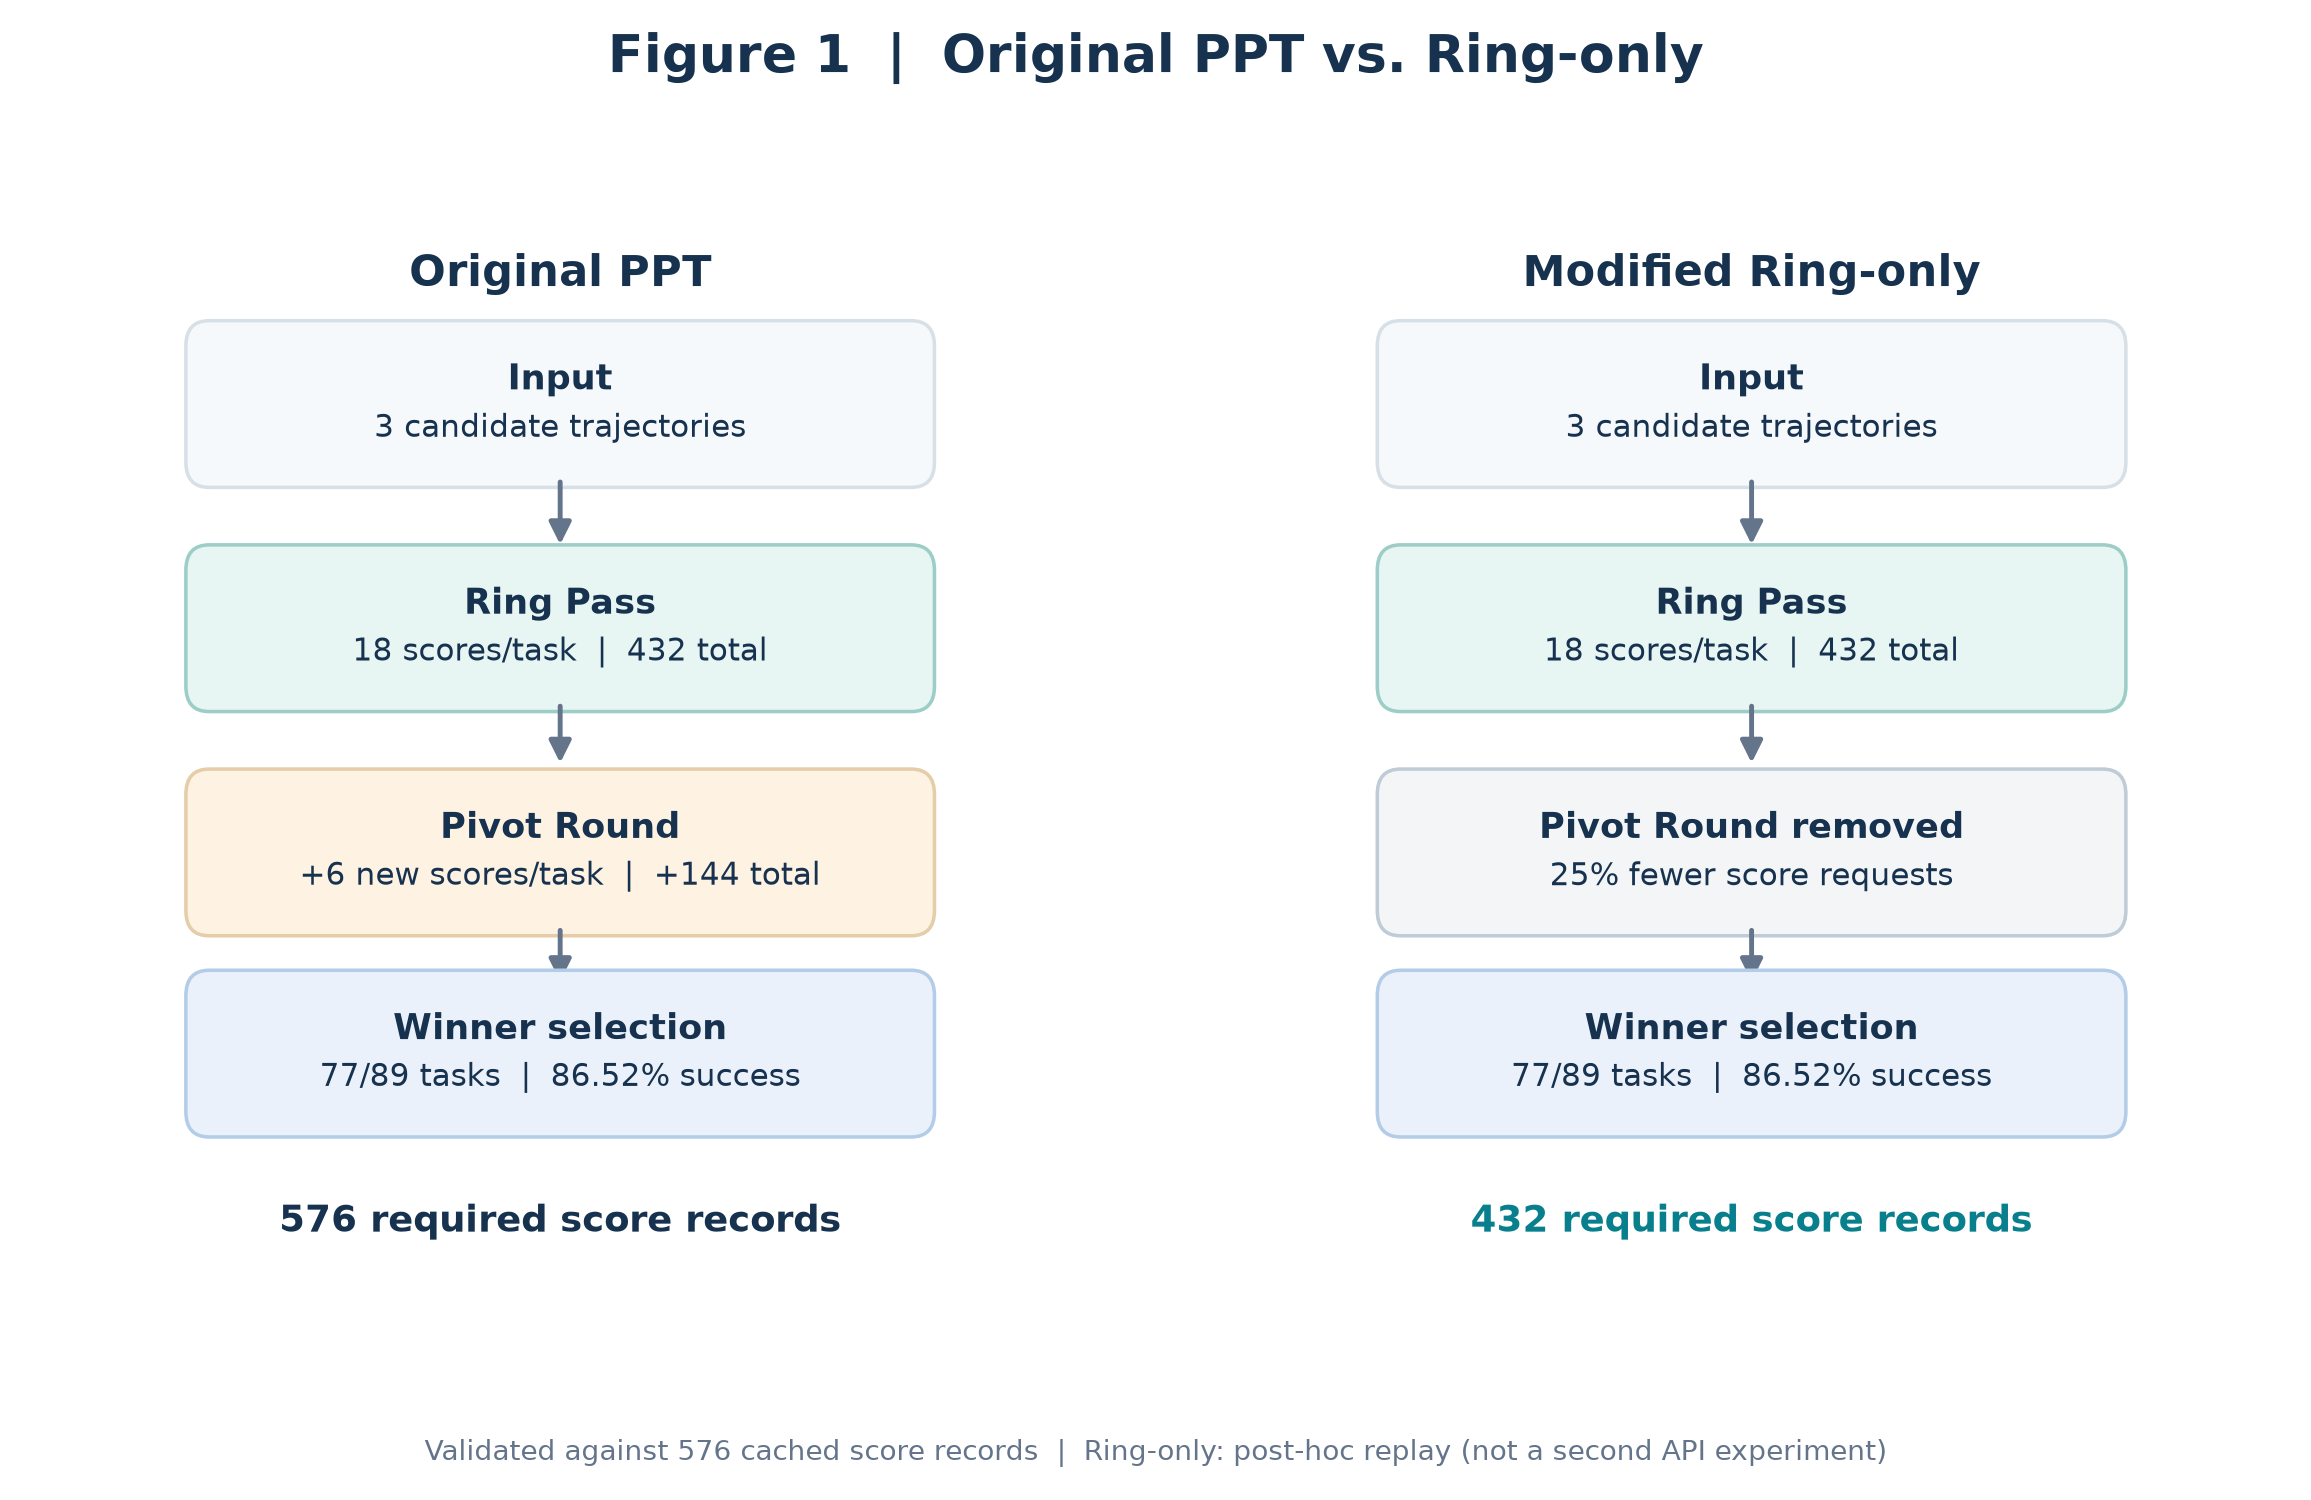 Figure 1 | Original PPT vs. Ring-only
Original PPT
Input
3 candidate trajectories
Ring Pass
18 scores/task | 432 total
Pivot Round
+6 new scores/task | +144 total
Winner selection
77/89 tasks | 86.52% success
576 required score records
Modified Ring-only
Input
3 candidate trajectories
Ring Pass
18 scores/task | 432 total
Pivot Round removed
25% fewer score requests
Winner selection
77/89 tasks | 86.52% success
432 required score records
Validated against 576 cached score records | Ring-only: post-hoc replay (not a second API experiment)